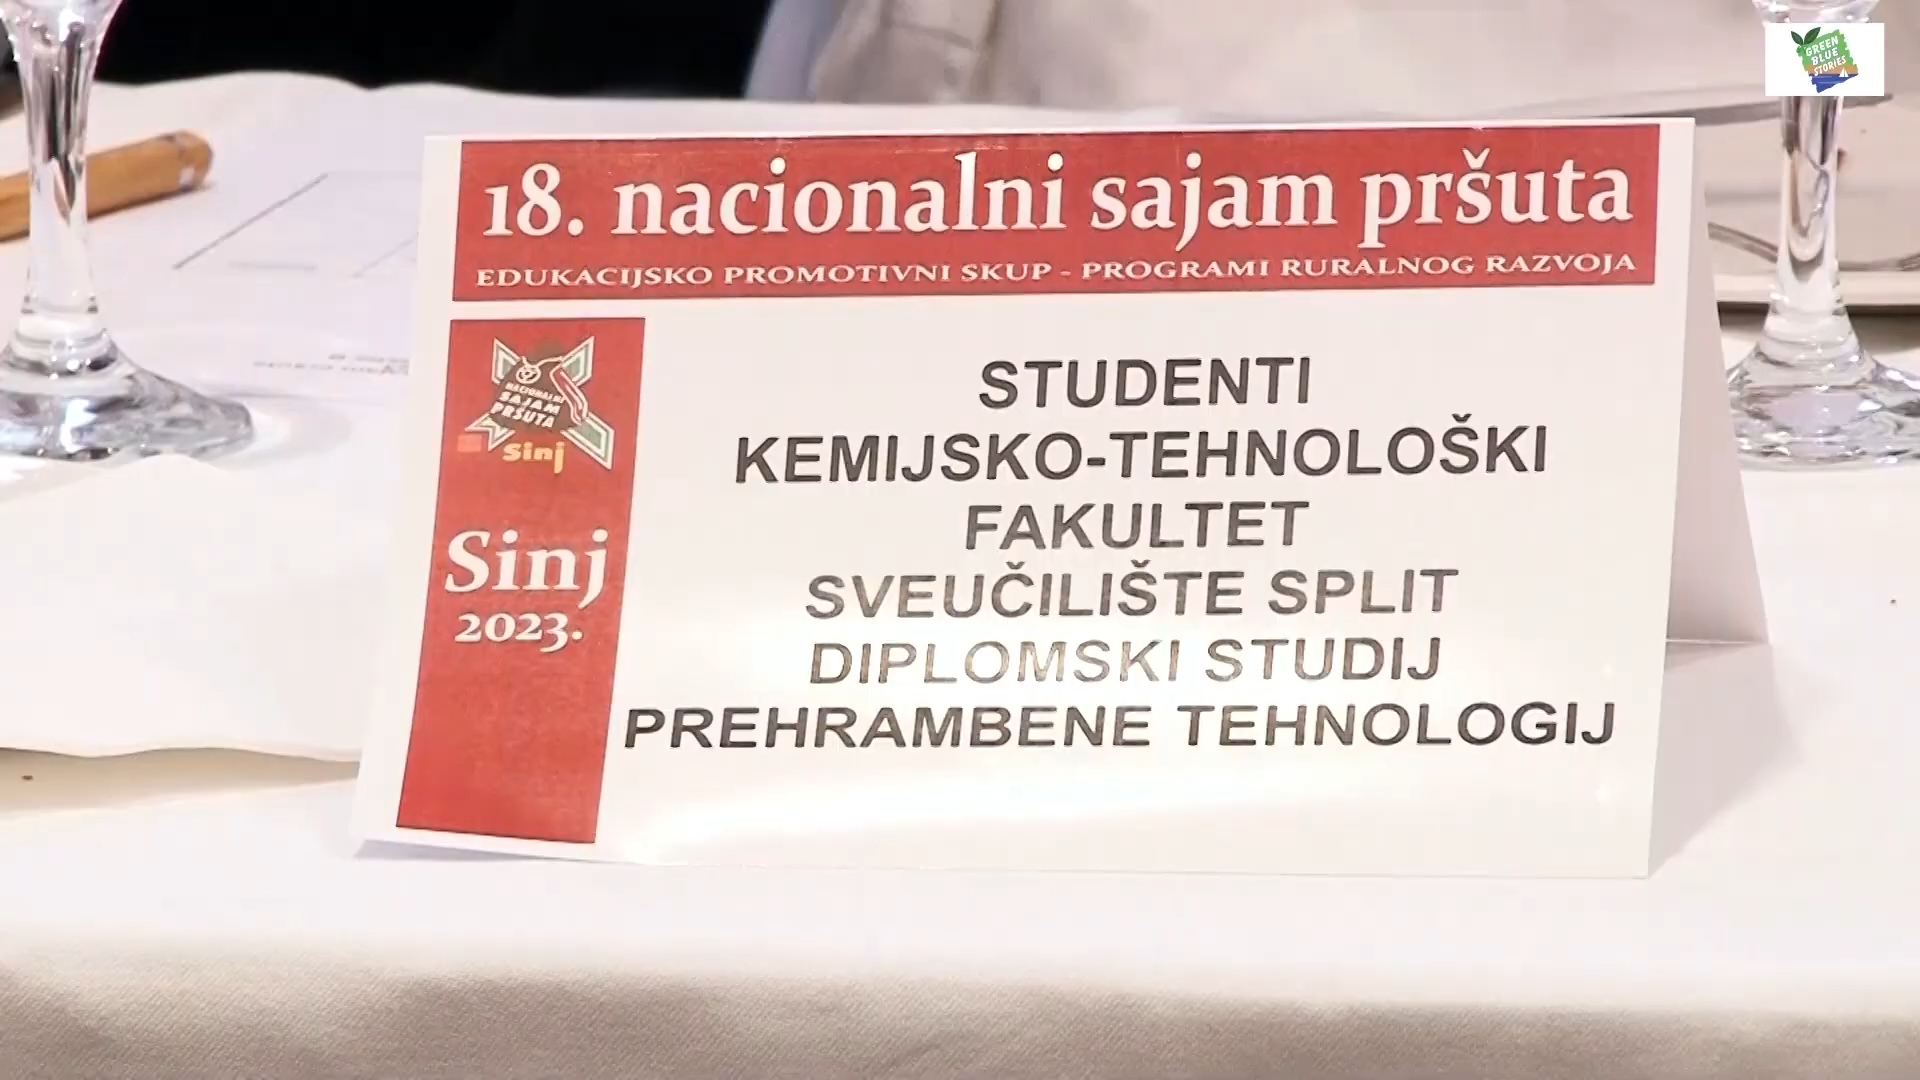 GREEN
BLUE
STORIES
18. nacionalni sajam pršuta
EDUKACIJSKO PROMOTIVNI SKUP - PROGRAMI RURALNOG RAZVOJA
NACIONALNI
SAJAM
PRŠUTA
Sinj
Sinj
2023.
STUDENTI
KEMIJSKO-TEHNOLOŠKI
FAKULTET
SVEUČILIŠTE SPLIT
DIPLOMSKI STUDIJ
PREHRAMBENE TEHNOLOGIJ